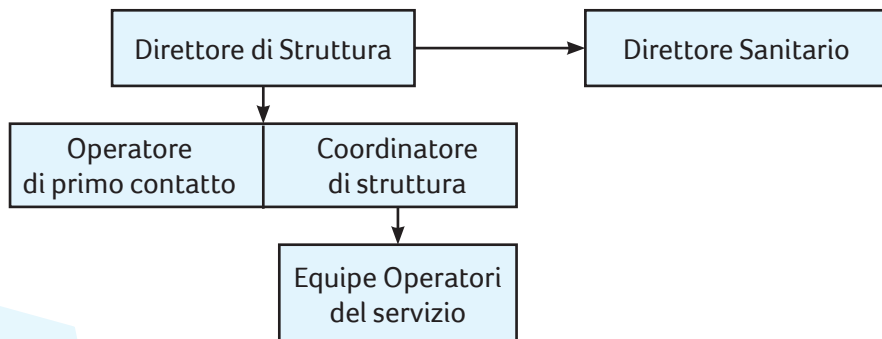 Direttore di Struttura
Direttore Sanitario
Operatore
di primo contatto
Coordinatore
di struttura
Equipe Operatori
del servizio